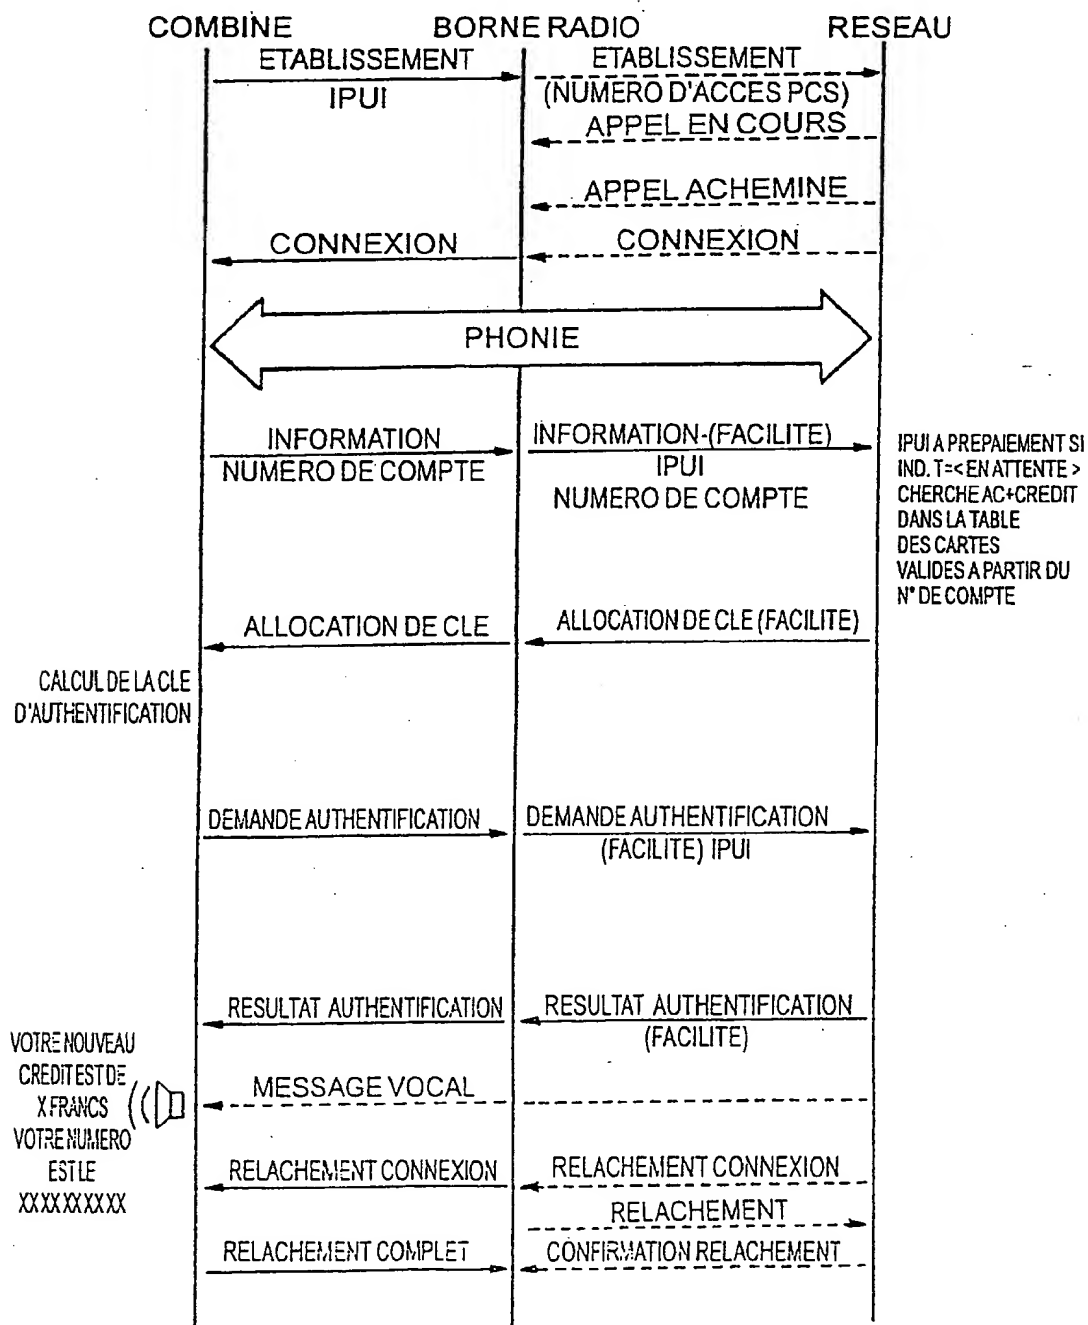 COMBINE BORNE RADIO RESEAU
ETABLISSEMENT ETABLISSEMENT
IPUI (NUMERO D'ACCES PCS)
APPEL EN COURS
APPEL ACHEMINE
CONNEXION CONNEXION
PHONIE
INFORMATION INFORMATION-(FACILITE)
NUMERO DE COMPTE IPUI
NUMERO DE COMPTE
IPUI A PREPAIEMENT SI
IND. T=<EN ATTENTE>
CHERCHE AC+CREDIT
DANS LA TABLE
DES CARTES
VALIDES A PARTIR DU
N° DE COMPTE
ALLOCATION DE CLE ALLOCATION DE CLE (FACILITE)
CALCUL DE LA CLE
D'AUTHENTIFICATION
DEMANDE AUTHENTIFICATION DEMANDE AUTHENTIFICATION
(FACILITE) IPUI
RESULTAT AUTHENTIFICATION RESULTAT AUTHENTIFICATION
(FACILITE)
VOTRE NOUVEAU
CREDIT EST DE
X FRANCS
VOTRE NUMERO
EST LE
XXXXXXXXXX
MESSAGE VOCAL
RELACHEMENT CONNEXION RELACHEMENT CONNEXION
RELACHEMENT
RELACHEMENT COMPLET CONFIRMATION RELACHEMENT